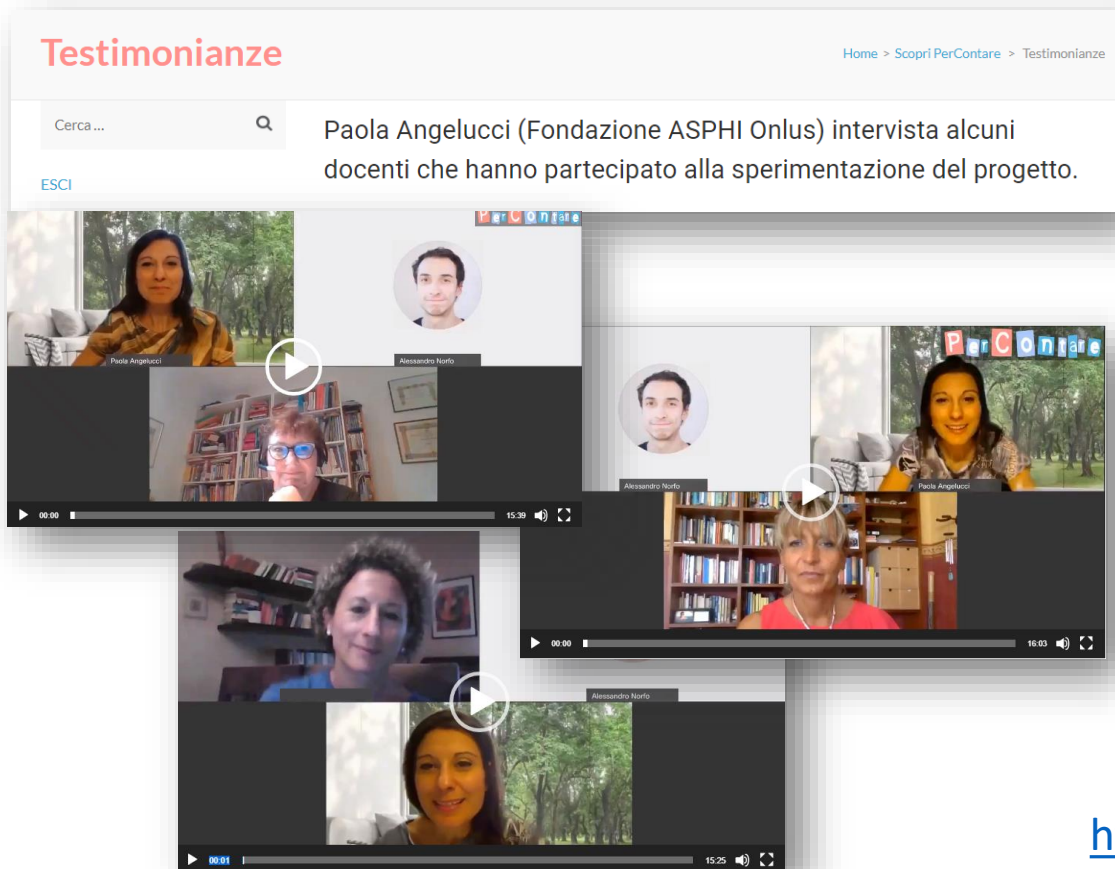 Testimonianze
Home > Scopri PerContare > Testimonianze
Cerca ...
Paola Angelucci (Fondazione ASPHI Onlus) intervista alcuni
docenti che hanno partecipato alla sperimentazione del progetto.
ESCI
PerContare
Paola Angelucci
Alessandro Norfo
00:00
15:39
PerContare
Alessandro Norfo
Paola Angelucci
00:00
16:03
Alessandro Norfo
00:01
15:25
h